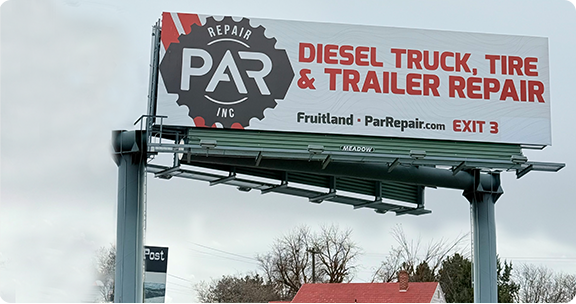 REPAIR
PAR
INC
DIESEL TRUCK, TIRE
& TRAILER REPAIR
Fruitland • ParRepair.com EXIT 3
MEADOW
Post